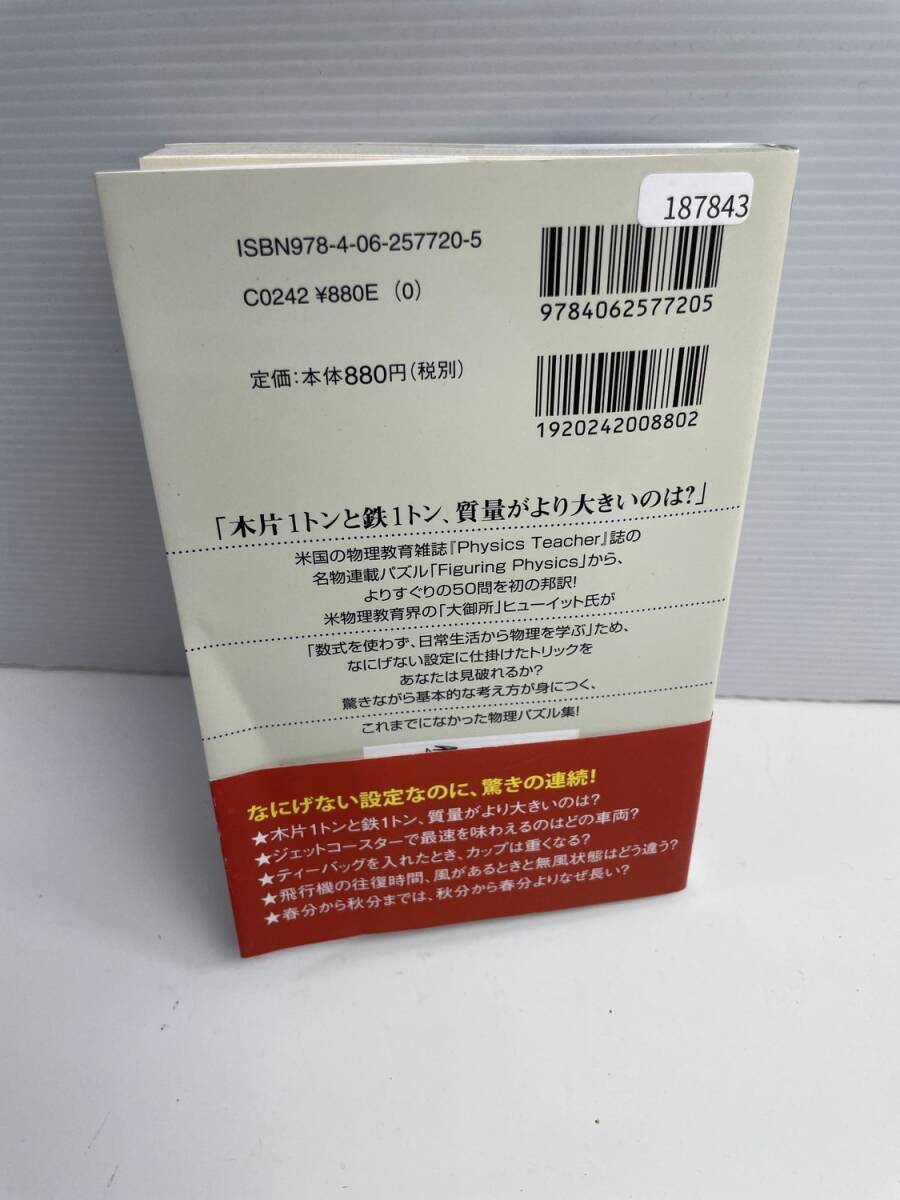 187843
ISBN978-4-06-257720-5
9784062577205
C0242 ¥880E (0)
定価:本体880円(税別)
1920242008802
「木片1トンと鉄1トン、質量がより大きいのは?」
米国の物理教育雑誌『Physics Teacher』誌の
名物連載パズル「Figuring Physics」から、
よりすぐりの50問を初の邦訳!
米物理教育界の「大御所」ヒューイット氏が
「数式を使わず、日常生活から物理を学ぶ」ため、
なにげない設定に仕掛けたトリックを
あなたは見破れるか?
驚きながら基本的な考え方が身につく、
これまでになかった物理パズル集!
なにげない設定なのに、驚きの連続!
★木片1トンと鉄1トン、質量がより大きいのは?
★ジェットコースターで最速を味わえるのはどの車両?
★ティーバッグを入れたとき、カップは重くなる?
★飛行機の往復時間、風があるときと無風状態はどう違う?
★春分から秋分までは、秋分から春分よりなぜ長い?